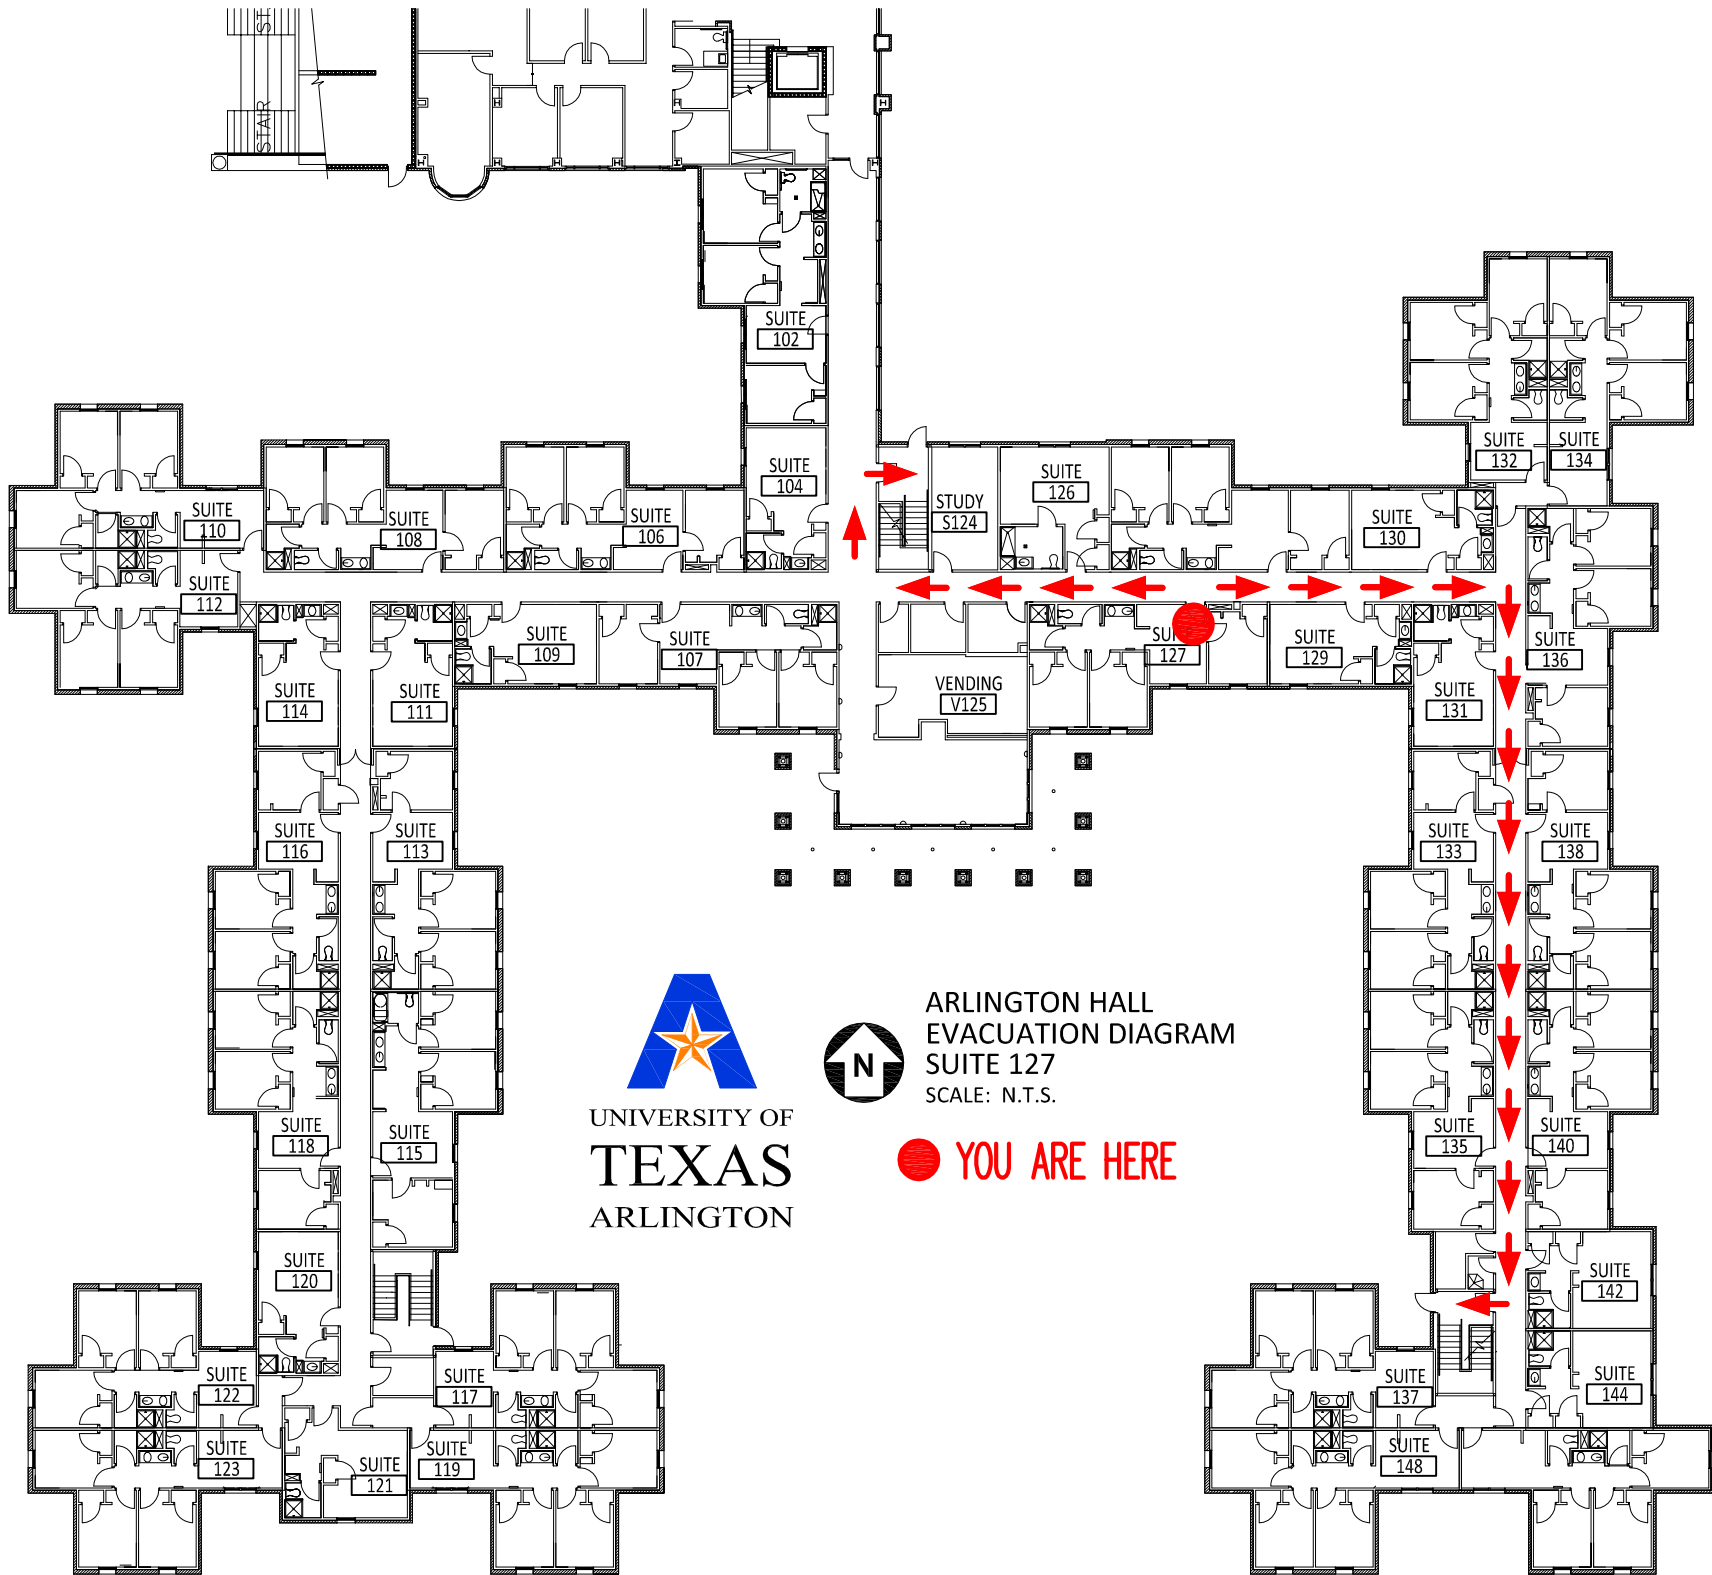 STAIR
SUITE
102
SUITE
104
SUITE
106
SUITE
108
SUITE
110
SUITE
112
STUDY
S124
SUITE
126
SUITE
130
SUITE
132
SUITE
134
SUITE
114
SUITE
111
SUITE
109
SUITE
107
VENDING
V125
127
SUITE
129
SUITE
131
SUITE
136
SUITE
116
SUITE
113
SUITE
133
SUITE
138
SUITE
118
SUITE
115
SUITE
135
SUITE
140
UNIVERSITY OF
TEXAS
ARLINGTON
N
ARLINGTON HALL
EVACUATION DIAGRAM
SUITE 127
SCALE: N.T.S.
YOU ARE HERE
SUITE
120
SUITE
122
SUITE
123
SUITE
121
SUITE
117
SUITE
119
SUITE
142
SUITE
144
SUITE
137
SUITE
148